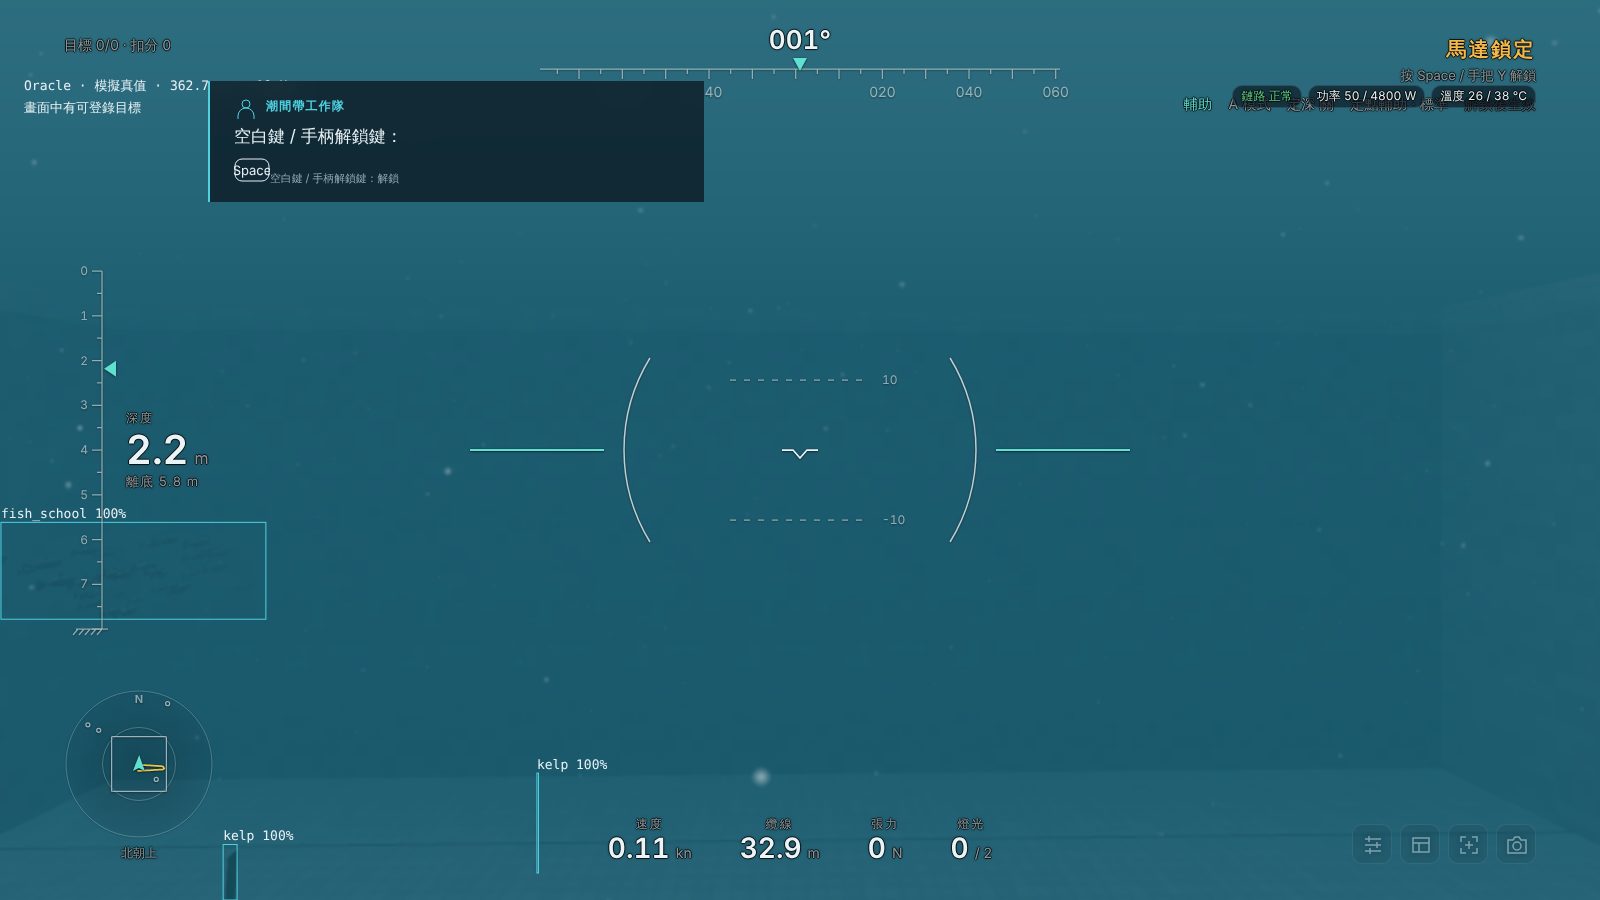 目標 0/0 · 扣分 0
001°
馬達鎖定
按 Space / 手把 Y 解鎖
Oracle · 模擬真值 · 362.7
畫面中有可登錄目標
40 020 040 060
鏈路 正常 功率 50 / 4800 W 溫度 26 / 38 °C
輔助
潮間帶工作隊
空白鍵 / 手柄解鎖鍵：
Space 空白鍵 / 手柄解鎖鍵：解鎖
0
1
2
3
4
5
6
7
深度
2.2 m
離底 5.8 m
10
-10
fish_school 100%
N
北朝上
kelp 100%
kelp 100%
速度 纜線 張力 燈光
0.11 kn 32.9 m 0 N 0 / 2